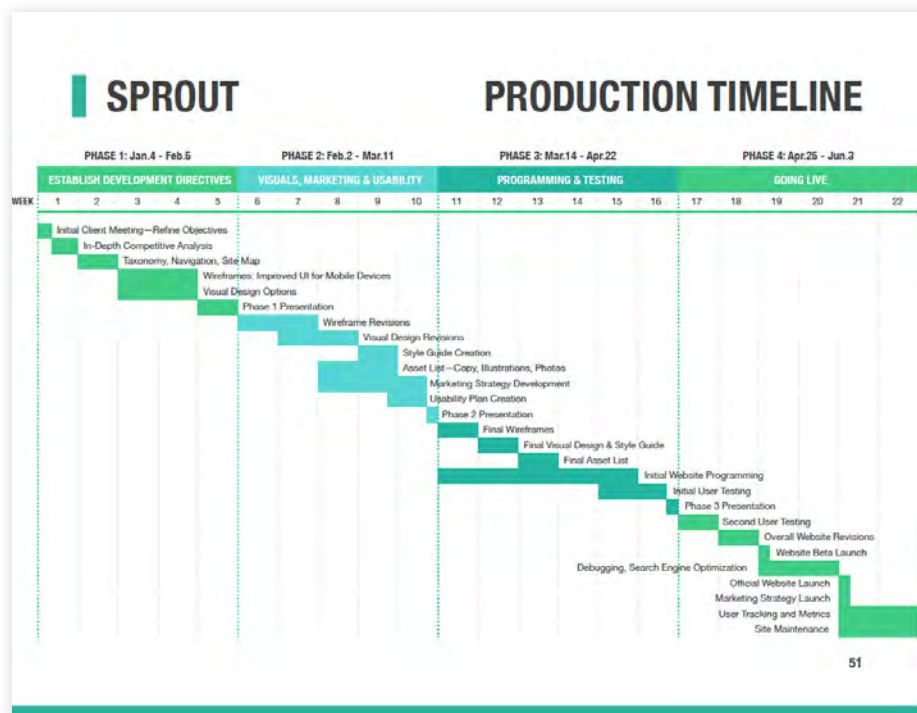 SPROUT
PRODUCTION TIMELINE
PHASE 1: Jan.4 - Feb.5
PHASE 2: Feb.2 - Mar.11
PHASE 3: Mar.14 - Apr.22
PHASE 4: Apr.25 - Jun.3
ESTABLISH DEVELOPMENT DIRECTIVES
VISUALS, MARKETING & USABILITY
PROGRAMMING & TESTING
GOING LIVE
WEEK 1 2 3 4 5 6 7 8 9 10 11 12 13 14 15 16 17 18 19 20 21 22
Initial Client Meeting—Refine Objectives
In-Depth Competitive Analysis
Taxonomy, Navigation, Site Map
Wireframes: Improved UI for Mobile Devices
Visual Design Options
Phase 1 Presentation
Wireframe Revisions
Visual Design Revisions
Style Guide Creation
Asset List—Copy, Illustrations, Photos
Marketing Strategy Development
Usability Plan Creation
Phase 2 Presentation
Final Wireframes
Final Visual Design & Style Guide
Final Asset List
Initial Website Programming
Initial User Testing
Phase 3 Presentation
Second User Testing
Overall Website Revisions
Website Beta Launch
Debugging, Search Engine Optimization
Official Website Launch
Marketing Strategy Launch
User Tracking and Metrics
Site Maintenance
51